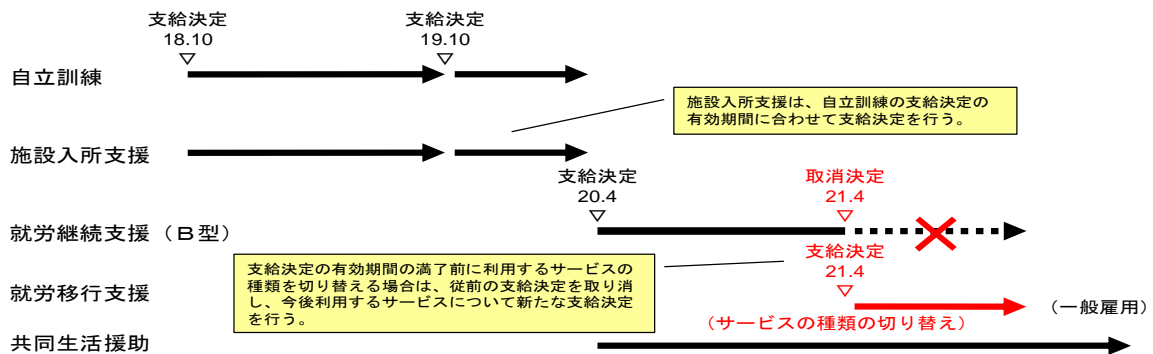 支給決定
18.10
▽
支給決定
19.10
▽
自立訓練
施設入所支援は、自立訓練の支給決定の
有効期間に合わせて支給決定を行う。
施設入所支援
支給決定
20.4
▽
取消決定
21.4
▽
就労継続支援(B型)
支給決定
21.4
▽
支給決定の有効期間の満了前に利用するサービスの
種類を切り替える場合は、従前の支給決定を取り消
し、今後利用するサービスについて新たな支給決定
を行う。
就労移行支援
(一般雇用)
(サービスの種類の切り替え)
共同生活援助